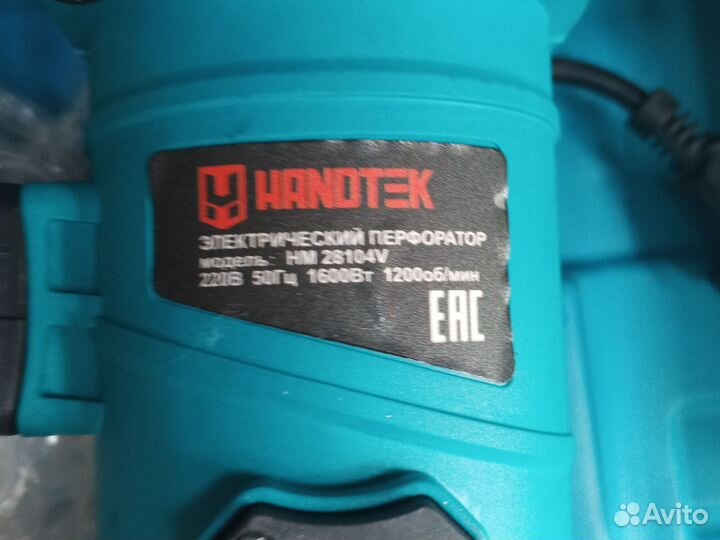 HANDTEK
ЭЛЕКТРИЧЕСКИЙ ПЕРФОРАТОР
МОДЕЛЬ: HM 28104V
220В 50Гц 1600Вт 1200об/мин
EAC
Avito